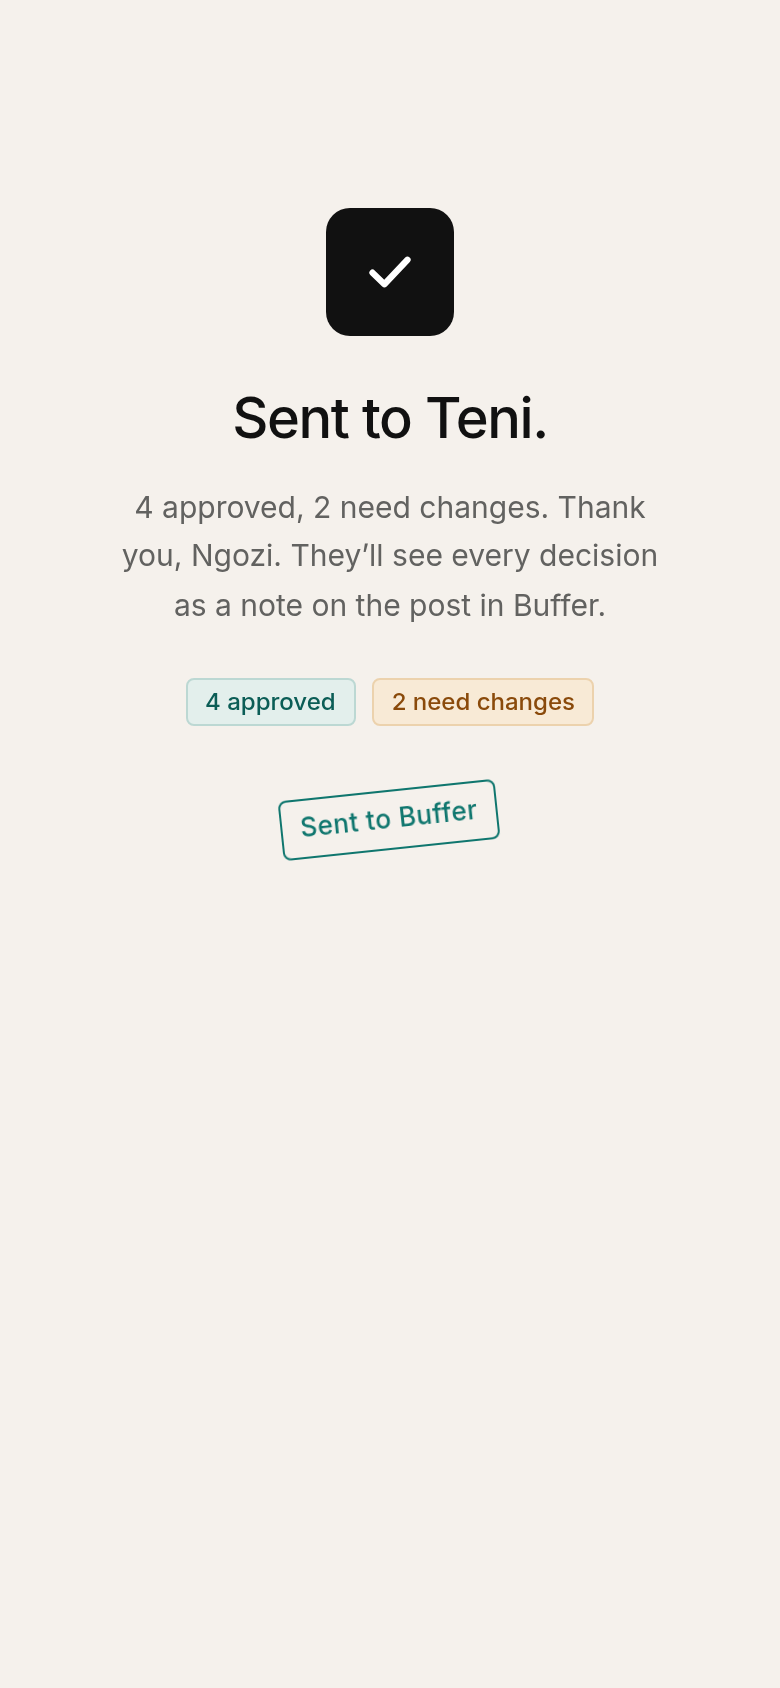 Sent to Teni.
4 approved, 2 need changes. Thank
you, Ngozi. They’ll see every decision
as a note on the post in Buffer.
4 approved
2 need changes
Sent to Buffer